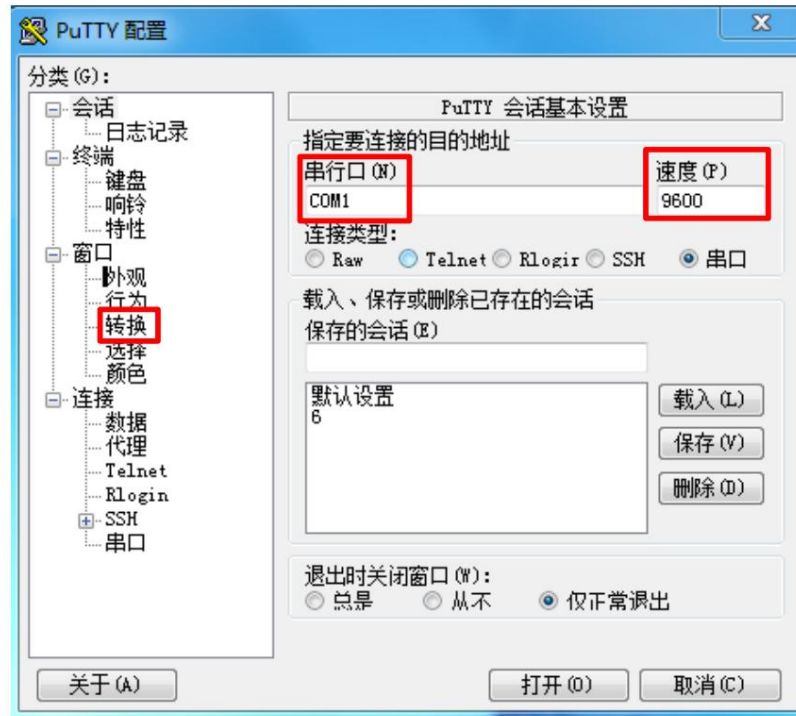 PuTTY 配置
分类(G):
会话
日志记录
终端
键盘
响铃
特性
窗口
外观
行为
转换
选择
颜色
连接
数据
代理
Telnet
Rlogin
SSH
串口
PuTTY 会话基本设置
指定要连接的目的地址
串行口(N) 速度(P)
COM1 9600
连接类型:
Raw Telnet Rlogir SSH 串口
载入、保存或删除已存在的会话
保存的会话(E)
默认设置
6
载入(L)
保存(V)
删除(D)
退出时关闭窗口(W):
总是 从不 仅正常退出
关于(A) 打开(O) 取消(C)